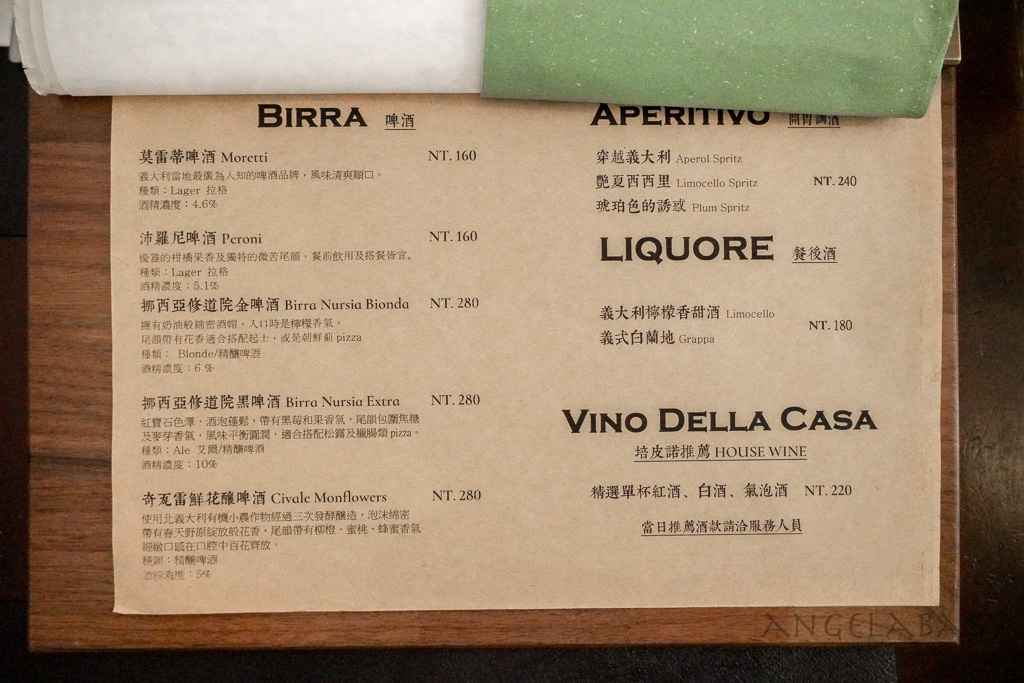 BIRRA 啤酒
莫雷蒂啤酒 Moretti NT. 160
義大利當地最廣為人知的啤酒品牌，風味清爽順口。
種類：Lager 拉格
酒精濃度：4.6%
沛羅尼啤酒 Peroni NT. 160
優雅的柑橘果香及獨特的微苦尾韻，餐前飲用及搭餐皆宜。
種類：Lager 拉格
酒精濃度：5.1%
挪西亞修道院金啤酒 Birra Nursia Bionda NT. 280
擁有奶油般綿密酒帽，入口時是檸檬香氣，
尾韻帶有花香適合搭配起士，或是朝鮮薊 pizza
種類： Blonde/精釀啤酒
酒精濃度：6 %
挪西亞修道院黑啤酒 Birra Nursia Extra NT. 280
紅寶石色澤，酒泡蓬鬆，帶有黑莓和果香氣，尾韻包圍焦糖
及麥芽香氣，風味平衡圓潤，適合搭配松露及臘腸類 pizza。
種類：Ale 艾爾/精釀啤酒
酒精濃度：10%
奇亙雷鮮花釀啤酒 Civale Monflowers NT. 280
使用北義大利有機小農作物經過三次發酵釀造，泡沫綿密
帶有春天野原綻放般花香，尾韻帶有柳橙、蜜桃、蜂蜜香氣
細緻口感在口腔中百花齊放。
種類：精釀啤酒
酒精濃度：5%
APERITIVO 開胃調酒
穿越義大利 Aperol Spritz
艷夏西西里 Limocello Spritz NT. 240
琥珀色的誘惑 Plum Spritz
LIQUORE 餐後酒
義大利檸檬香甜酒 Limocello
義式白蘭地 Grappa NT. 180
VINO DELLA CASA
培皮諾推薦 HOUSE WINE
精選單杯紅酒、白酒、氣泡酒 NT. 220
當日推薦酒款請洽服務人員
ANGELABABY